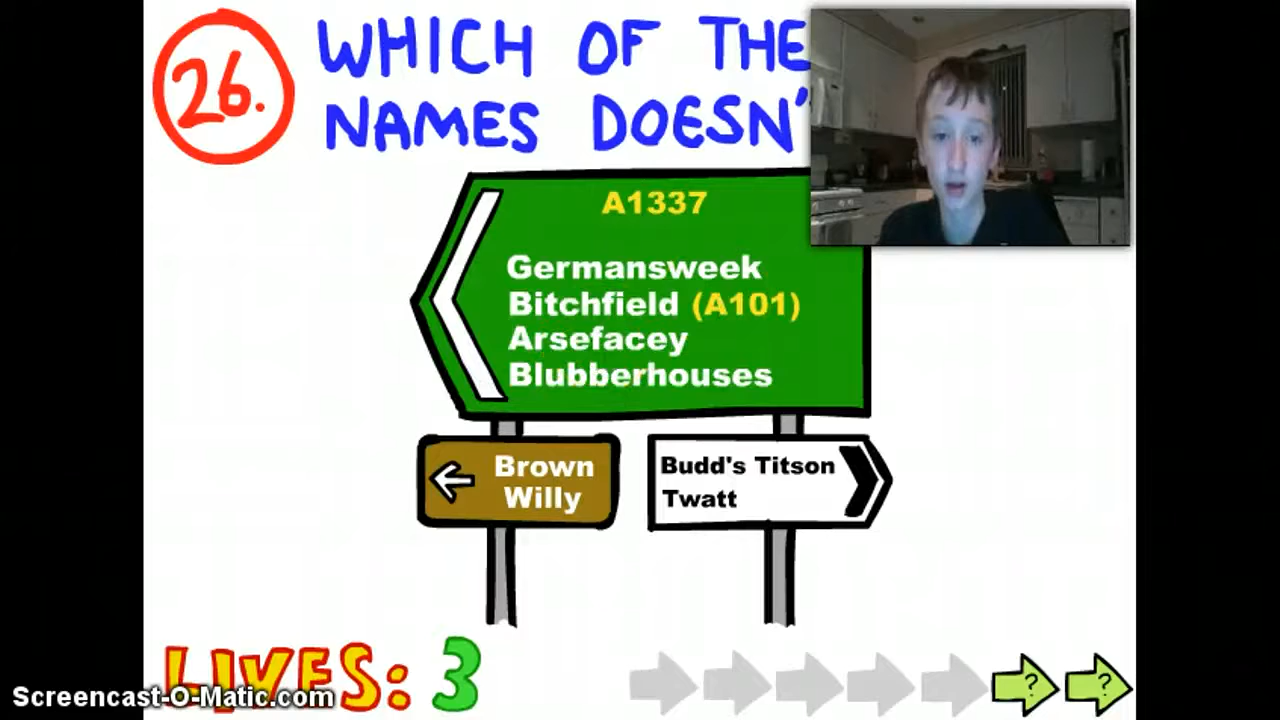 26.
WHICH OF THE
NAMES DOESN'
A1337
Germansweek
Bitchfield (A101)
Arsefacey
Blubberhouses
Brown
Willy
Budd's Titson
Twatt
LIVES: 3
? ?
Screencast-O-Matic.com